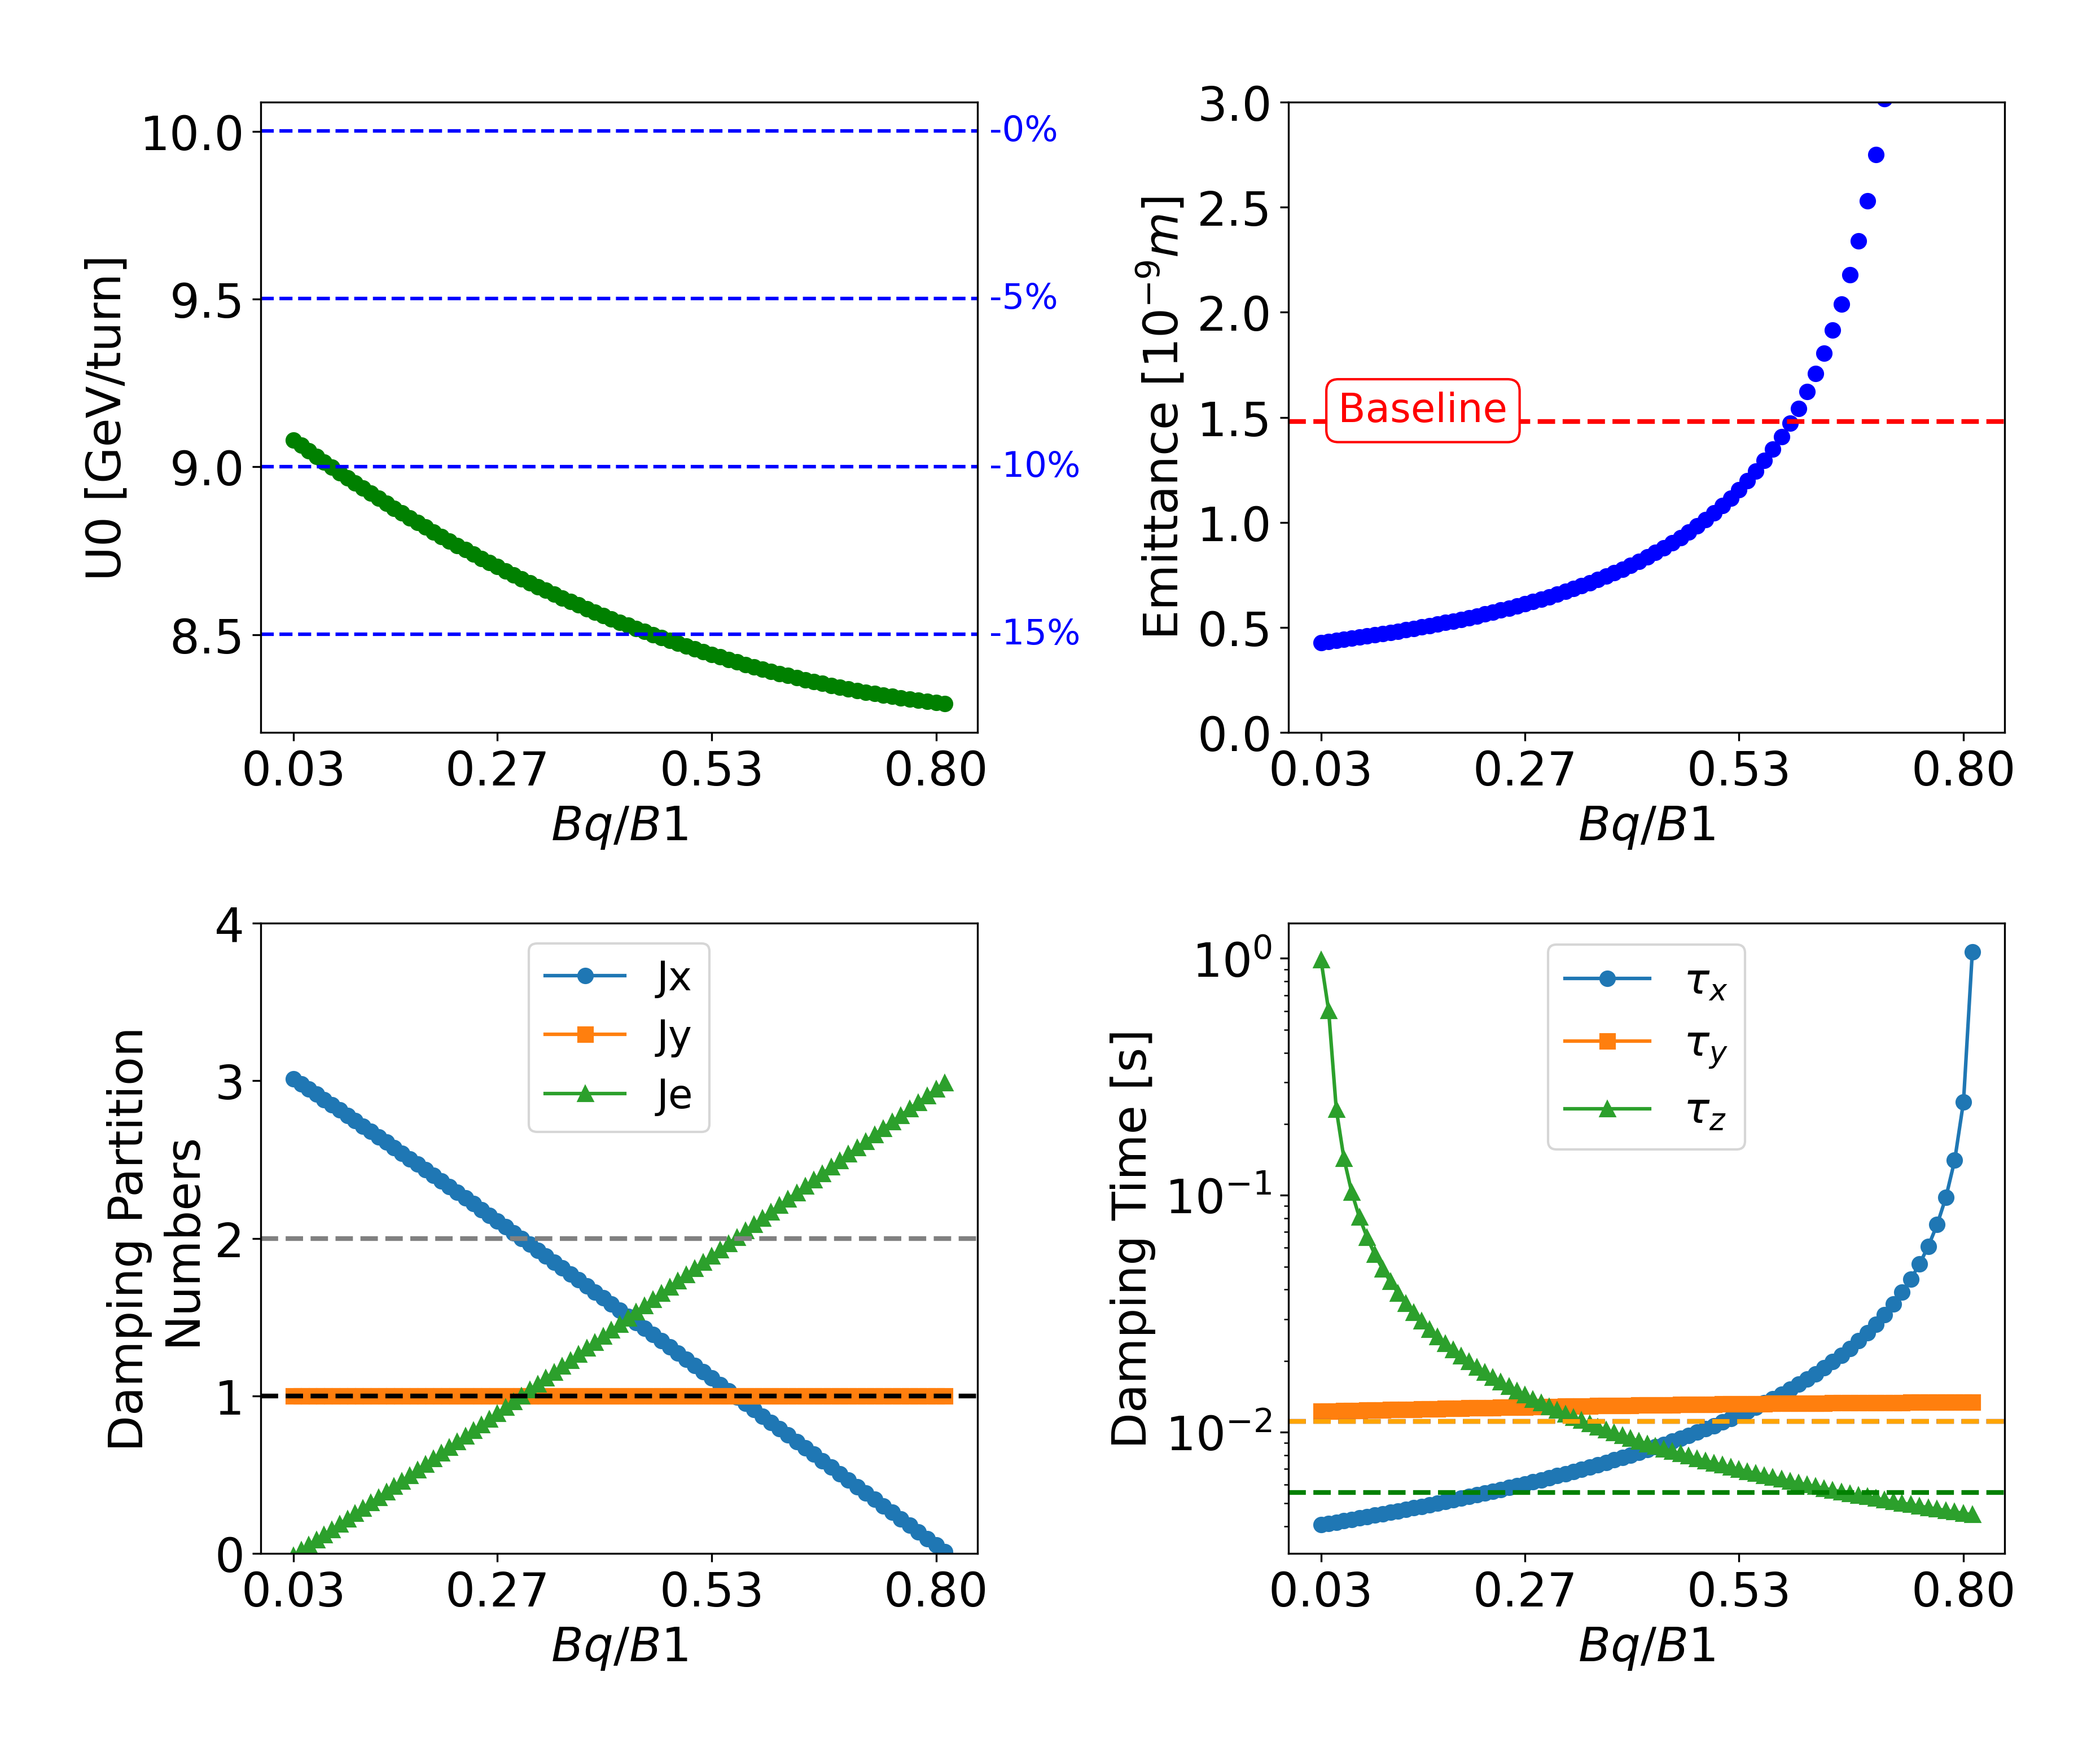 U0 [GeV/turn]
10.0
9.5
9.0
8.5
-0%
-5%
-10%
-15%
0.03 0.27 0.53 0.80
Bq/B1
Emittance [10⁻⁹m]
3.0
2.5
2.0
1.5
1.0
0.5
0.0
Baseline
0.03 0.27 0.53 0.80
Bq/B1
Damping Partition
Numbers
4
3
2
1
0
Jx
Jy
Je
0.03 0.27 0.53 0.80
Bq/B1
Damping Time [s]
10⁰
10⁻¹
10⁻²
τₓ
τ_y
τ_z
0.03 0.27 0.53 0.80
Bq/B1